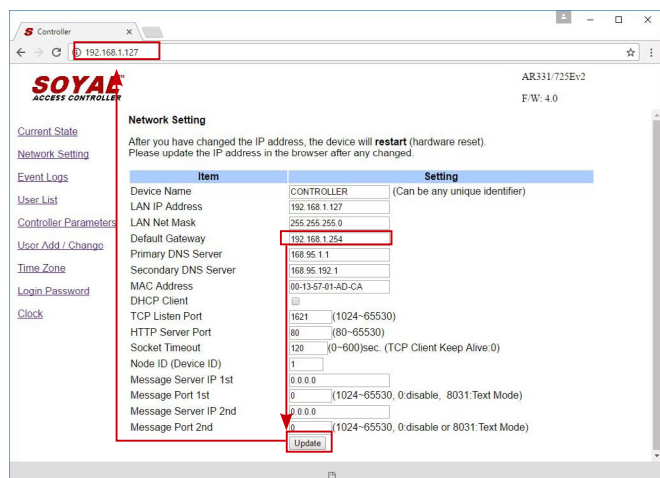 Controller
192.168.1.127
SOYAL™
ACCESS CONTROLLER
AR331/725Ev2
F/W: 4.0
Current State
Network Setting
Event Logs
User List
Controller Parameters
User Add / Change
Time Zone
Login Password
Clock
Network Setting
After you have changed the IP address, the device will restart (hardware reset).
Please update the IP address in the browser after any changed.
Item Setting
Device Name CONTROLLER (Can be any unique identifier)
LAN IP Address 192.168.1.127
LAN Net Mask 255.255.255.0
Default Gateway 192.168.1.254
Primary DNS Server 168.95.1.1
Secondary DNS Server 168.95.192.1
MAC Address 00-13-57-01-AD-CA
DHCP Client
TCP Listen Port 1621 (1024~65530)
HTTP Server Port 80 (80~65530)
Socket Timeout 120 (0~600)sec. (TCP Client Keep Alive:0)
Node ID (Device ID) 1
Message Server IP 1st 0.0.0.0
Message Port 1st 0 (1024~65530, 0:disable, 8031:Text Mode)
Message Server IP 2nd 0.0.0.0
Message Port 2nd 0 (1024~65530, 0:disable or 8031:Text Mode)
Update